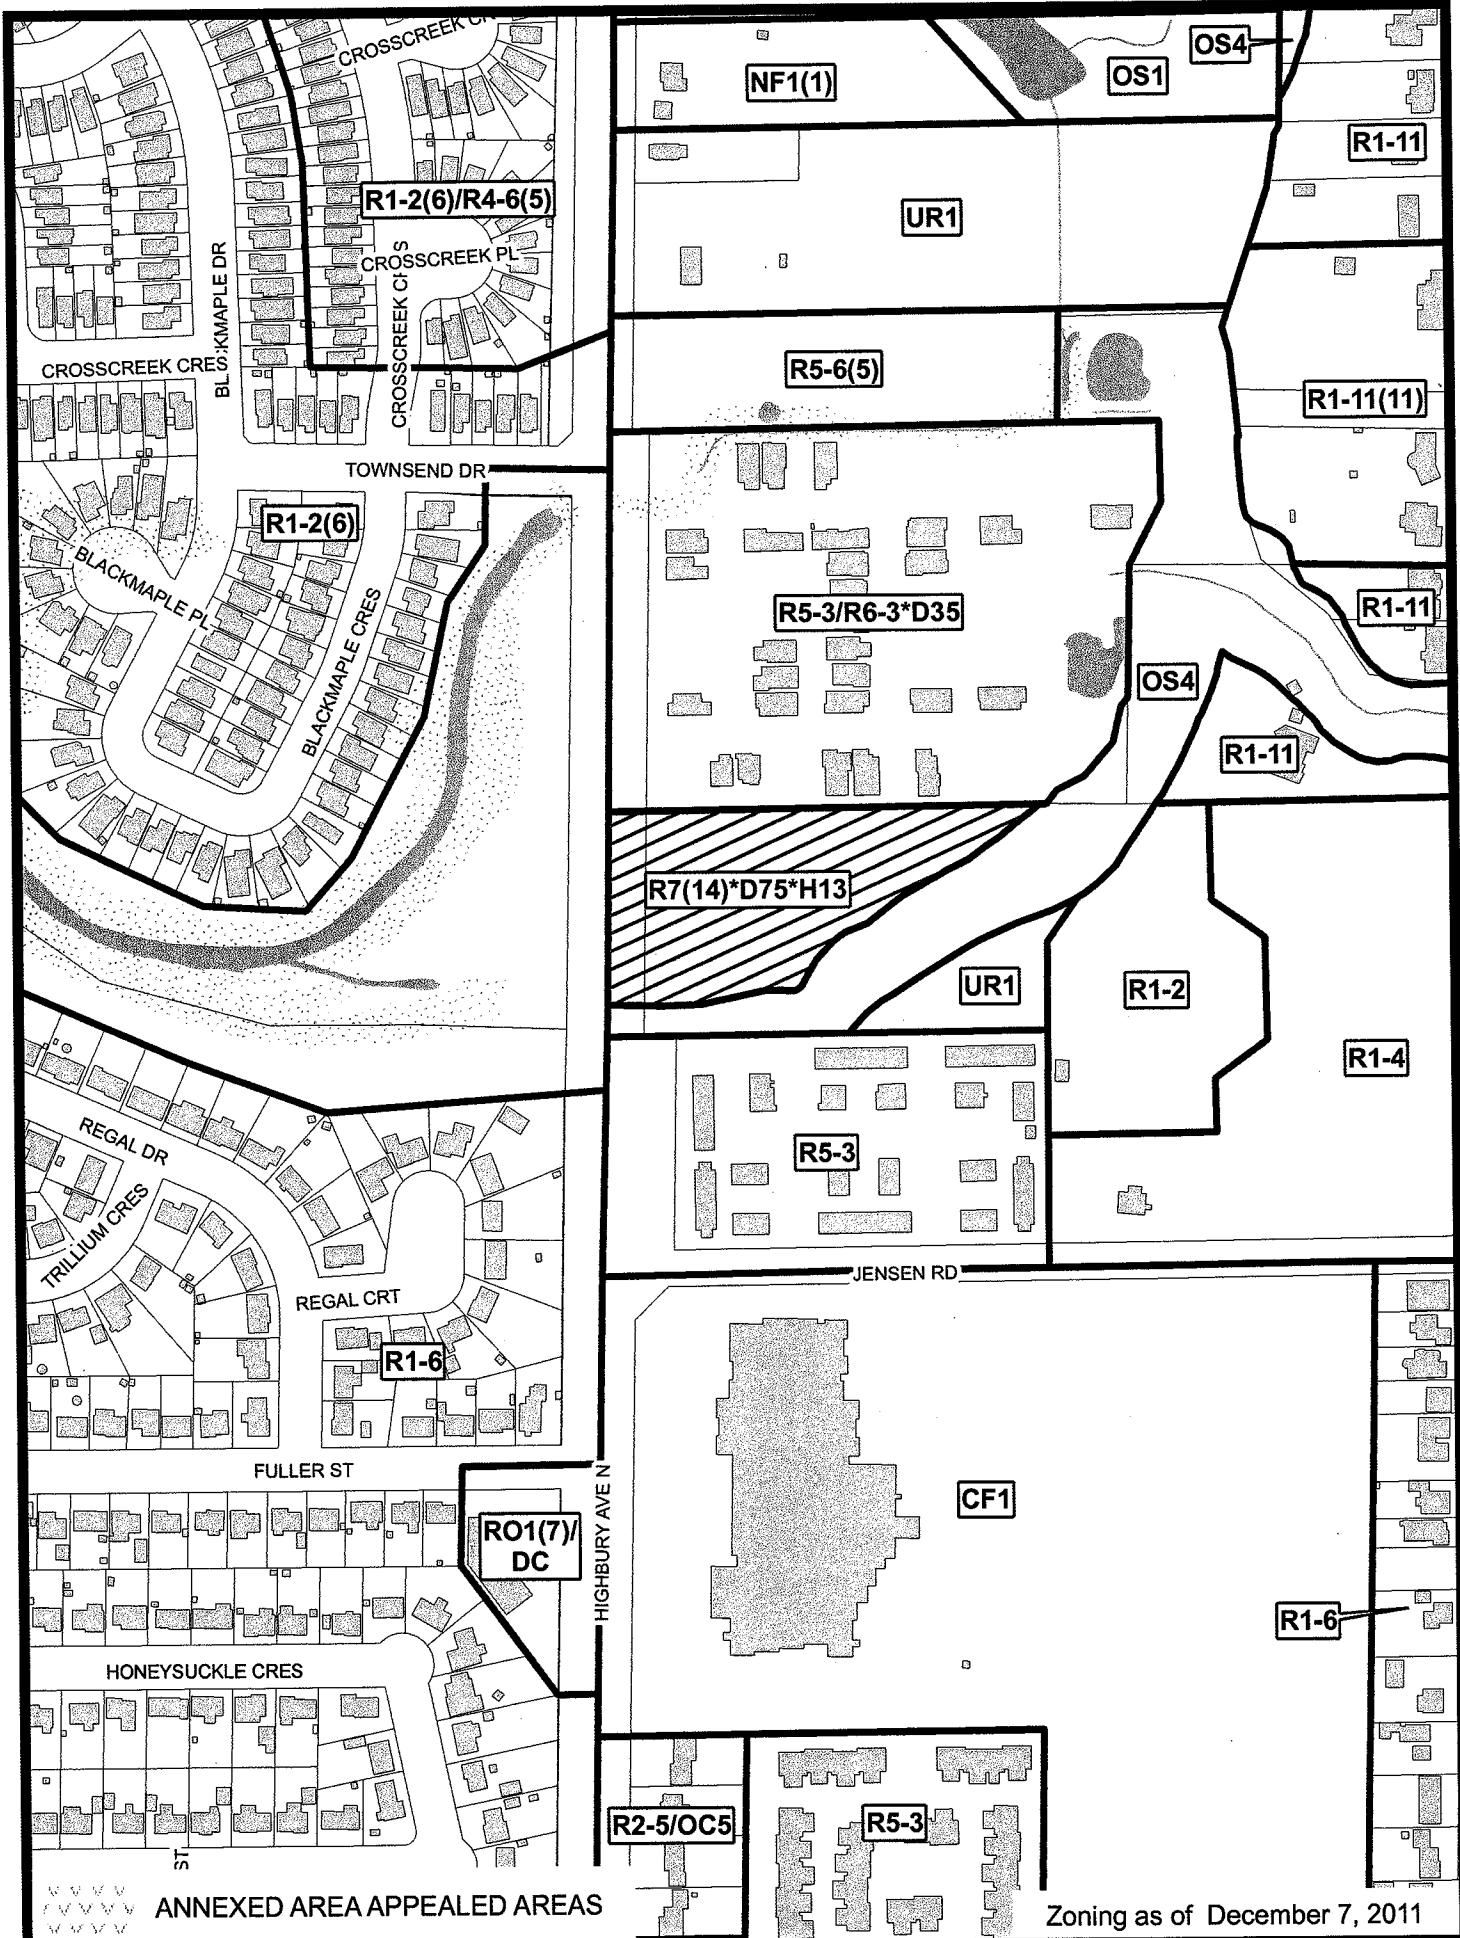 CROSSCREEK CR
OS4
NF1(1)
OS1
R1-11
R1-2(6)/R4-6(5)
UR1
BLACKMAPLE DR
CROSSCREEK PL
CROSSCREEK CRES
CROSSCREEK CRES
R5-6(5)
R1-11(11)
TOWNSEND DR
R1-2(6)
BLACKMAPLE PL
BLACKMAPLE CRES
R5-3/R6-3*D35
R1-11
OS4
R1-11
R7(14)*D75*H13
UR1
R1-2
R1-4
REGAL DR
R5-3
TRILLIUM CRES
JENSEN RD
REGAL CRT
R1-6
FULLER ST
HIGHBURY AVE N
CF1
RO1(7)/
DC
R1-6
HONEYSUCKLE CRES
R2-5/OC5
R5-3
ST
ANNEXED AREA APPEALED AREAS
Zoning as of December 7, 2011